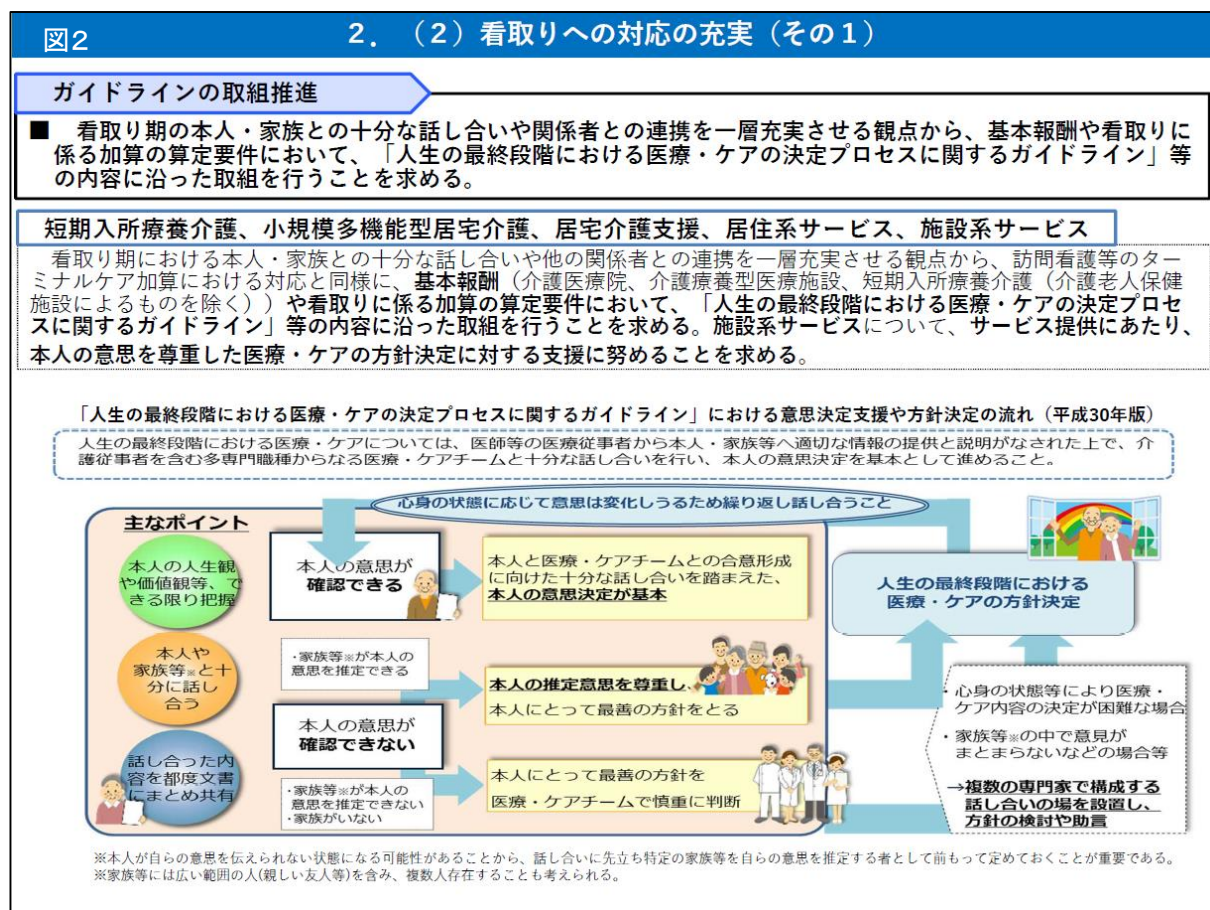 図2
2．（2）看取りへの対応の充実（その1）
ガイドラインの取組推進
■　看取り期の本人・家族との十分な話し合いや関係者との連携を一層充実させる観点から、基本報酬や看取りに
係る加算の算定要件において、「人生の最終段階における医療・ケアの決定プロセスに関するガイドライン」等
の内容に沿った取組を行うことを求める。
短期入所療養介護、小規模多機能型居宅介護、居宅介護支援、居住系サービス、施設系サービス
看取り期における本人・家族との十分な話し合いや他の関係者との連携を一層充実させる観点から、訪問看護等のター
ミナルケア加算における対応と同様に、基本報酬（介護医療院、介護療養型医療施設、短期入所療養介護（介護老人保健
施設によるものを除く））や看取りに係る加算の算定要件において、「人生の最終段階における医療・ケアの決定プロセ
スに関するガイドライン」等の内容に沿った取組を行うことを求める。施設系サービスについて、サービス提供にあたり、
本人の意思を尊重した医療・ケアの方針決定に対する支援に努めることを求める。
「人生の最終段階における医療・ケアの決定プロセスに関するガイドライン」における意思決定支援や方針決定の流れ（平成30年版）
人生の最終段階における医療・ケアについては、医師等の医療従事者から本人・家族等へ適切な情報の提供と説明がなされた上で、介
護従事者を含む多専門職種からなる医療・ケアチームと十分な話し合いを行い、本人の意思決定を基本として進めること。
心身の状態に応じて意思は変化しうるため繰り返し話し合うこと
主なポイント
本人の人生観
や価値観等、で
きる限り把握
本人や
家族等※と十
分に話し
合う
話し合った内
容を都度文書
にまとめ共有
本人の意思が
確認できる
本人と医療・ケアチームとの合意形成
に向けた十分な話し合いを踏まえた、
本人の意思決定が基本
・家族等※が本人の
意思を推定できる
本人の推定意思を尊重し、
本人にとって最善の方針をとる
本人の意思が
確認できない
・家族等※が本人の
意思を推定できない
・家族がいない
本人にとって最善の方針を
医療・ケアチームで慎重に判断
人生の最終段階における
医療・ケアの方針決定
・心身の状態等により医療・
ケア内容の決定が困難な場合
・家族等※の中で意見が
まとまらないなどの場合等
→複数の専門家で構成する
話し合いの場を設置し、
方針の検討や助言
※本人が自らの意思を伝えられない状態になる可能性があることから、話し合いに先立ち特定の家族等を自らの意思を推定する者として前もって定めておくことが重要である。
※家族等には広い範囲の人(親しい友人等)を含み、複数人存在することも考えられる。